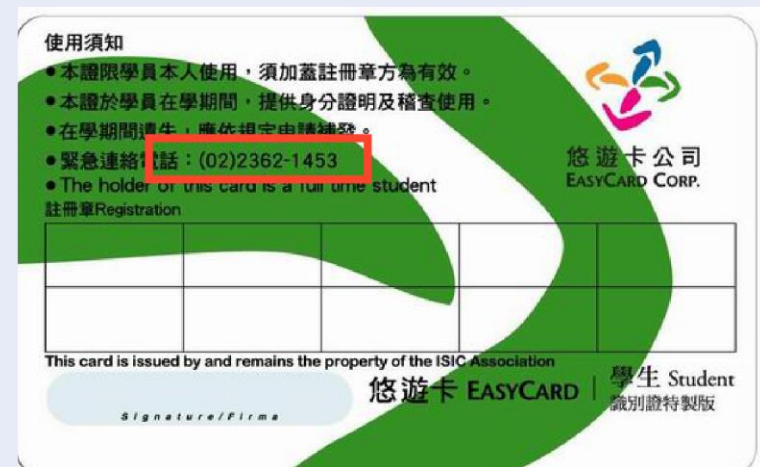 使用須知
●本證限學員本人使用，須加蓋註冊章方為有效。
●本證於學員在學期間，提供身分證明及稽查使用。
●在學期間遺失，應依規定申請補發。
●緊急連絡電話：(02)2362-1453
●The holder of this card is a full time student
註冊章Registration
悠遊卡公司
EASYCARD CORP.
This card is issued by and remains the property of the ISIC Association
Signature/Firma
悠遊卡 EASYCARD | 學生 Student
識別證特製版